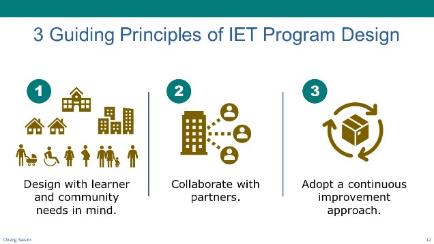 3 Guiding Principles of IET Program Design
1
2
3
Design with learner
and community
needs in mind.
Collaborate with
partners.
Adopt a continuous
improvement
approach.
12